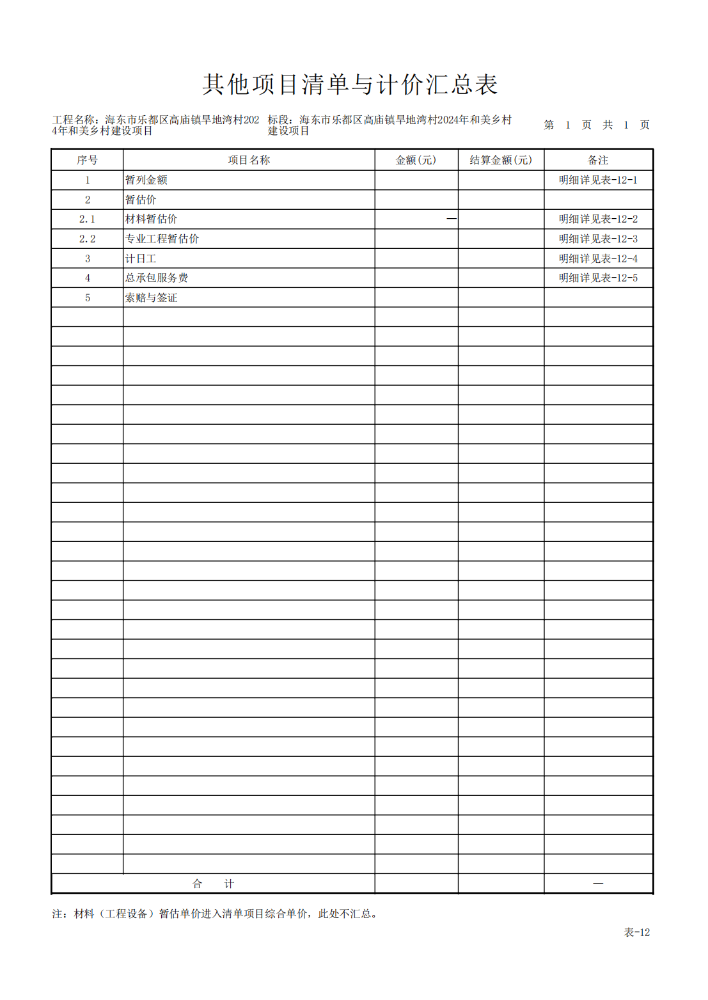 其他项目清单与计价汇总表
工程名称：海东市乐都区高庙镇旱地湾村202
4年和美乡村建设项目
标段：海东市乐都区高庙镇旱地湾村2024年和美乡村
建设项目
第 1 页 共 1 页
序号 项目名称 金额(元) 结算金额(元) 备注
1 暂列金额 明细详见表-12-1
2 暂估价
2.1 材料暂估价 — 明细详见表-12-2
2.2 专业工程暂估价 明细详见表-12-3
3 计日工 明细详见表-12-4
4 总承包服务费 明细详见表-12-5
5 索赔与签证
合 计 —
注：材料（工程设备）暂估单价进入清单项目综合单价，此处不汇总。
表-12